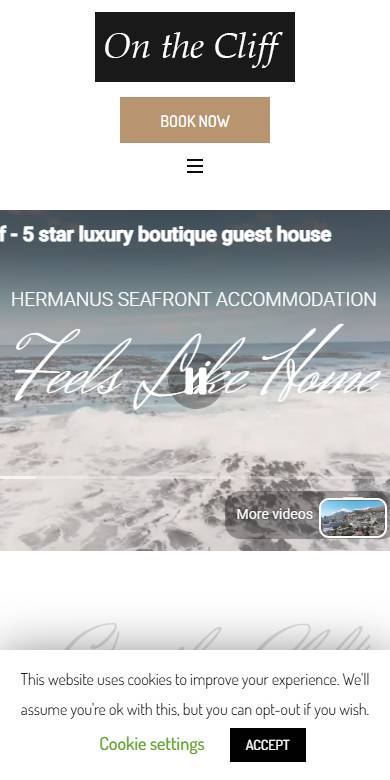 On the Cliff
BOOK NOW
f - 5 star luxury boutique guest house
HERMANUS SEAFRONT ACCOMMODATION
Feels Like Home
More videos
This website uses cookies to improve your experience. We'll
assume you're ok with this, but you can opt-out if you wish.
Cookie settings
ACCEPT